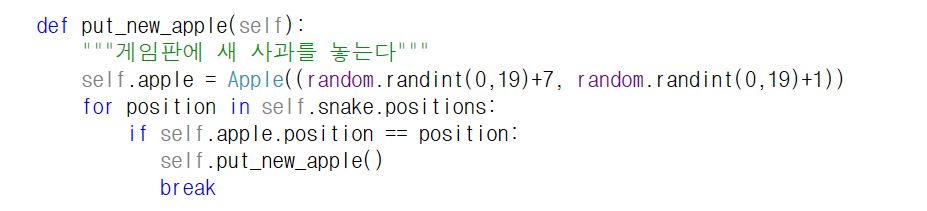 def put_new_apple(self):
    """게임판에 새 사과를 놓는다"""
    self.apple = Apple((random.randint(0,19)+7, random.randint(0,19)+1))
    for position in self.snake.positions:
        if self.apple.position == position:
           self.put_new_apple()
           break